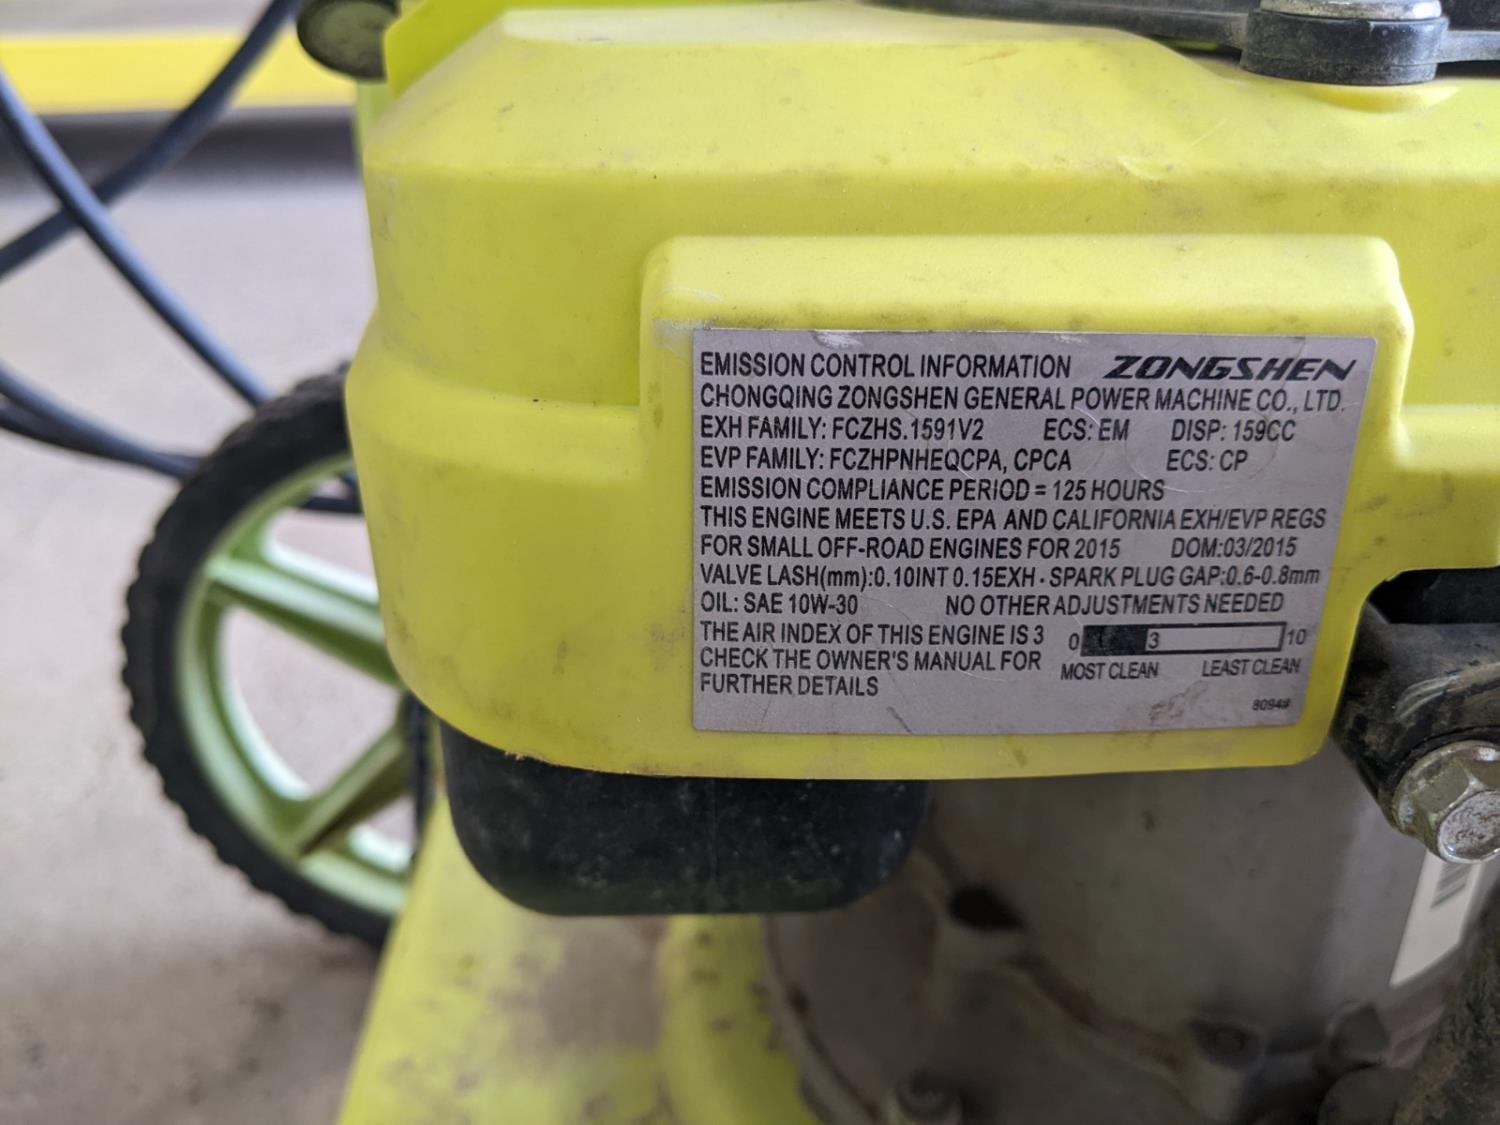 EMISSION CONTROL INFORMATION ZONGSHEN
CHONGQING ZONGSHEN GENERAL POWER MACHINE CO., LTD.
EXH FAMILY: FCZHS.1591V2 ECS: EM DISP: 159CC
EVP FAMILY: FCZHPNHEQCPA, CPCA ECS: CP
EMISSION COMPLIANCE PERIOD = 125 HOURS
THIS ENGINE MEETS U.S. EPA AND CALIFORNIA EXH/EVP REGS
FOR SMALL OFF-ROAD ENGINES FOR 2015 DOM:03/2015
VALVE LASH(mm):0.10INT 0.15EXH · SPARK PLUG GAP:0.6-0.8mm
OIL: SAE 10W-30 NO OTHER ADJUSTMENTS NEEDED
THE AIR INDEX OF THIS ENGINE IS 3 0 3 10
CHECK THE OWNER'S MANUAL FOR MOST CLEAN LEAST CLEAN
FURTHER DETAILS
8094#